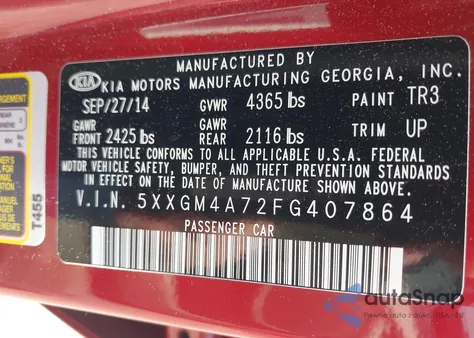 MANUFACTURED BY
KIA KIA MOTORS MANUFACTURING GEORGIA, INC.
SEP/27/14 GVWR 4365 lbs PAINT TR3
GAWR FRONT 2425 lbs GAWR REAR 2116 lbs TRIM UP
THIS VEHICLE CONFORMS TO ALL APPLICABLE U.S.A. FEDERAL
MOTOR VEHICLE SAFETY, BUMPER, AND THEFT PREVENTION STANDARDS
IN EFFECT ON THE DATE OF MANUFACTURE SHOWN ABOVE.
V.I.N. 5XXGM4A72FG407864
PASSENGER CAR
T455
autoSnap